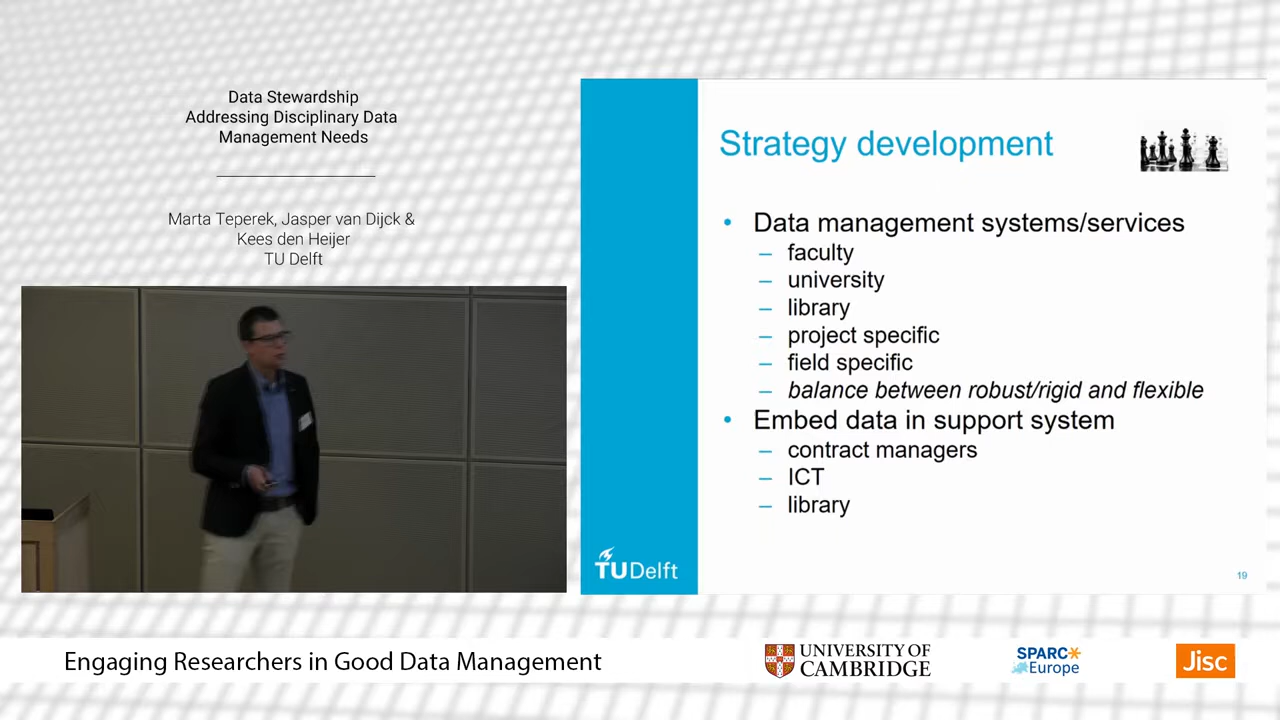 Data Stewardship
Addressing Disciplinary Data
Management Needs
Marta Teperek, Jasper van Dijck &
Kees den Heijer
TU Delft
Strategy development
• Data management systems/services
– faculty
– university
– library
– project specific
– field specific
– balance between robust/rigid and flexible
• Embed data in support system
– contract managers
– ICT
– library
TU Delft
19
Engaging Researchers in Good Data Management
UNIVERSITY OF
CAMBRIDGE
SPARC*
Europe
Jisc